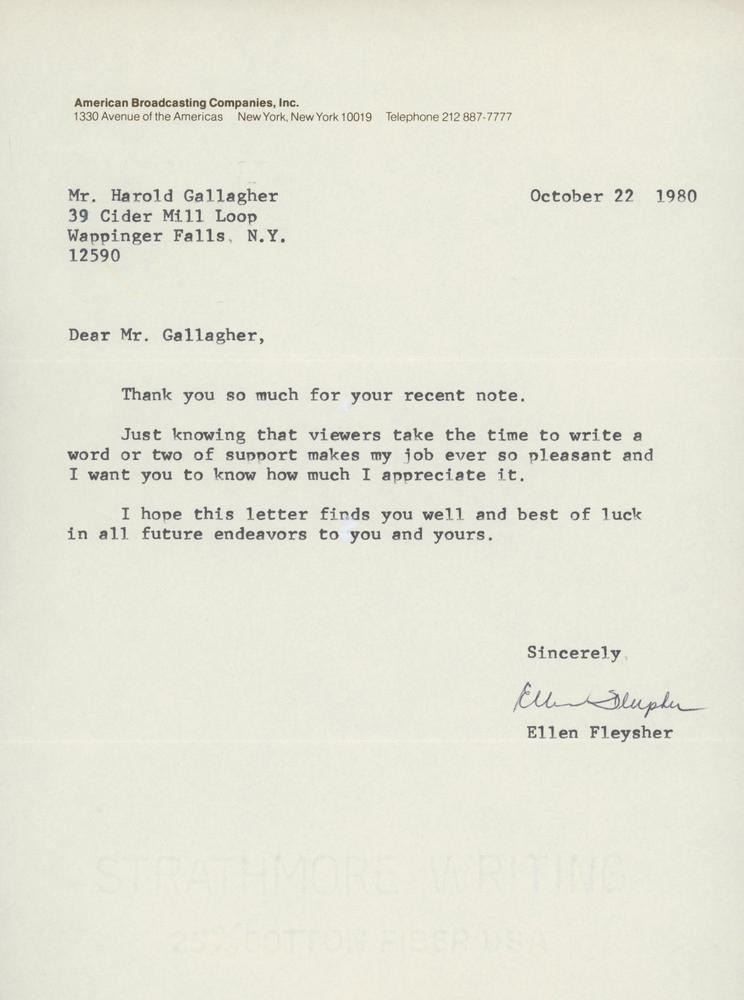 American Broadcasting Companies, Inc.
1330 Avenue of the Americas New York, New York 10019 Telephone 212 887-7777
Mr. Harold Gallagher October 22 1980
39 Cider Mill Loop
Wappinger Falls, N.Y.
12590
Dear Mr. Gallagher,
Thank you so much for your recent note.
Just knowing that viewers take the time to write a
word or two of support makes my job ever so pleasant and
I want you to know how much I appreciate it.
I hope this letter finds you well and best of luck
in all future endeavors to you and yours.
Sincerely,
Ellen Fleysher
Ellen Fleysher
STRATHMORE WRITING
25% COTTON FIBER USA